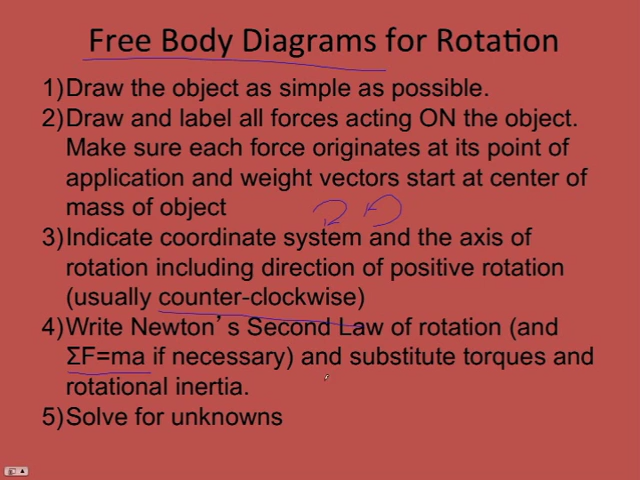 Free Body Diagrams for Rotation
1) Draw the object as simple as possible.
2) Draw and label all forces acting ON the object.
Make sure each force originates at its point of
application and weight vectors start at center of
mass of object
3) Indicate coordinate system and the axis of
rotation including direction of positive rotation
(usually counter-clockwise)
4) Write Newton's Second Law of rotation (and
ΣF=ma if necessary) and substitute torques and
rotational inertia.
5) Solve for unknowns